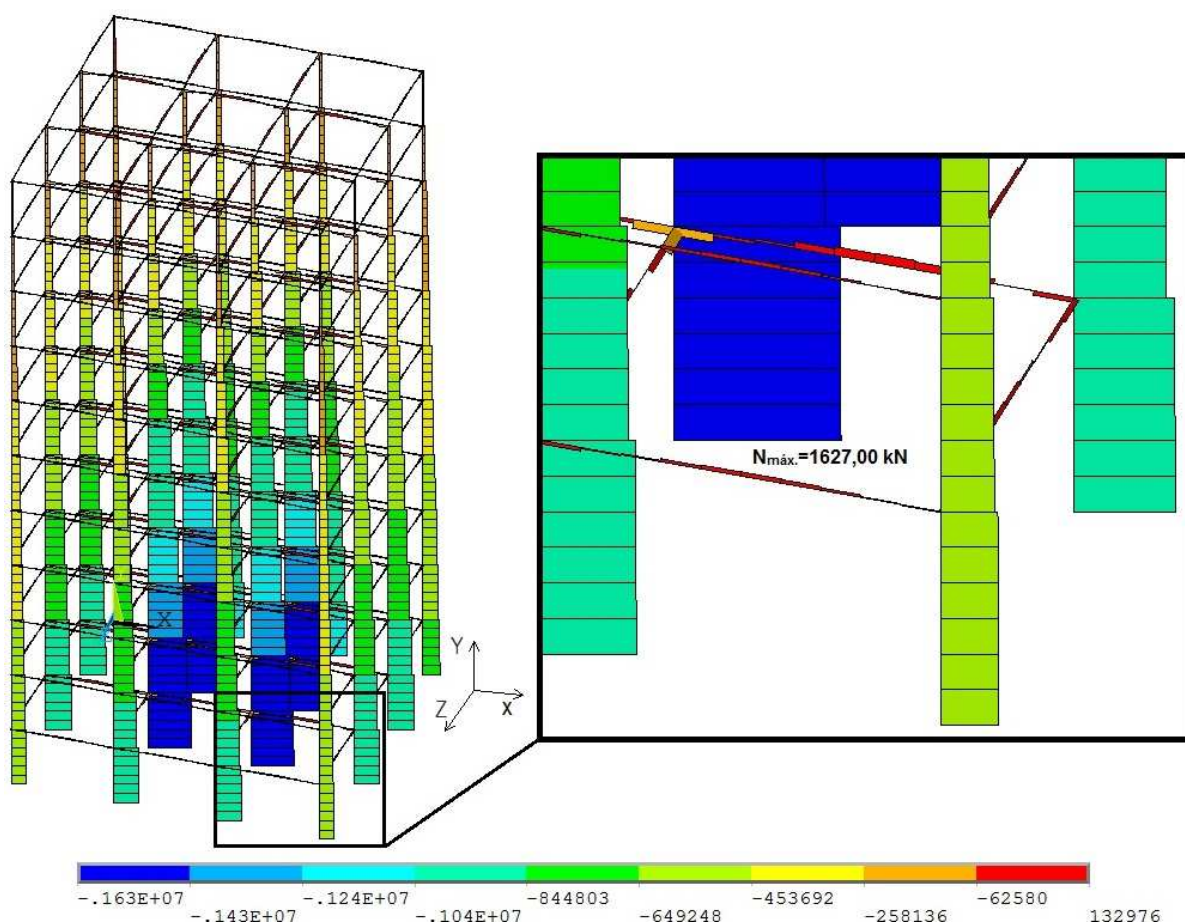 X
Y
Z
X
Nmáx.=1627,00 kN
-.163E+07
-.143E+07
-.124E+07
-.104E+07
-844803
-649248
-453692
-258136
-62580
132976